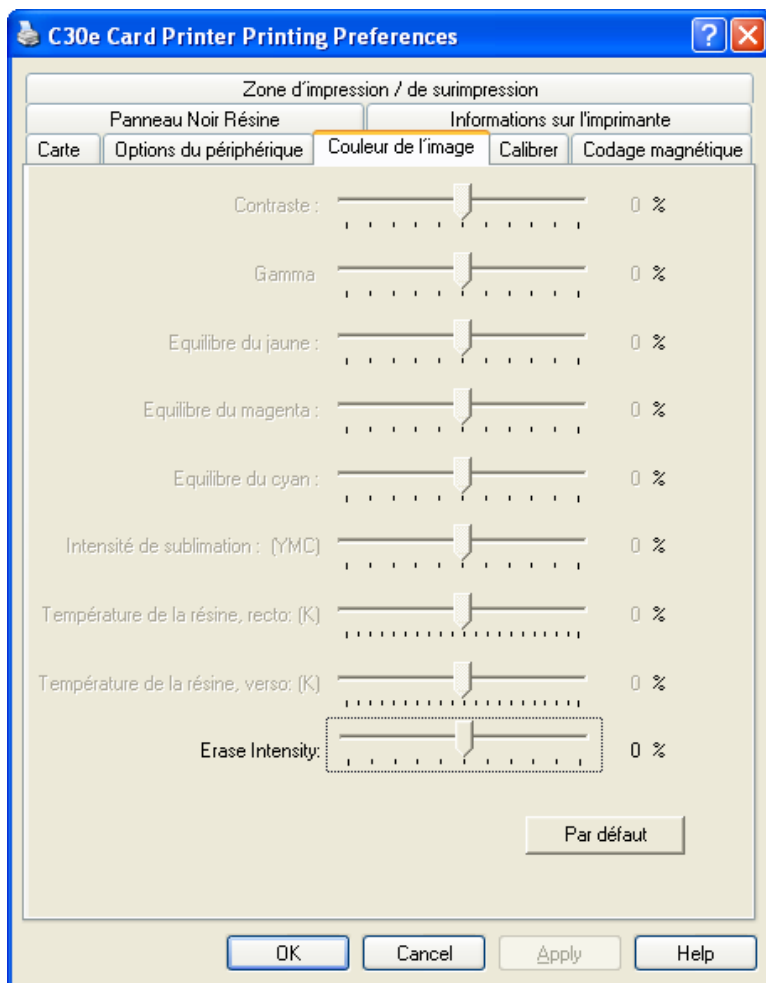 C30e Card Printer Printing Preferences
Zone d´impression / de surimpression
Panneau Noir Résine Informations sur l'imprimante
Carte Options du périphérique Couleur de l´image Calibrer Codage magnétique
Contraste : 0 %
Gamma 0 %
Equilibre du jaune : 0 %
Equilibre du magenta : 0 %
Equilibre du cyan : 0 %
Intensité de sublimation : (YMC) 0 %
Température de la résine, recto: (K) 0 %
Température de la résine, verso: (K) 0 %
Erase Intensity: 0 %
Par défaut
OK Cancel Apply Help